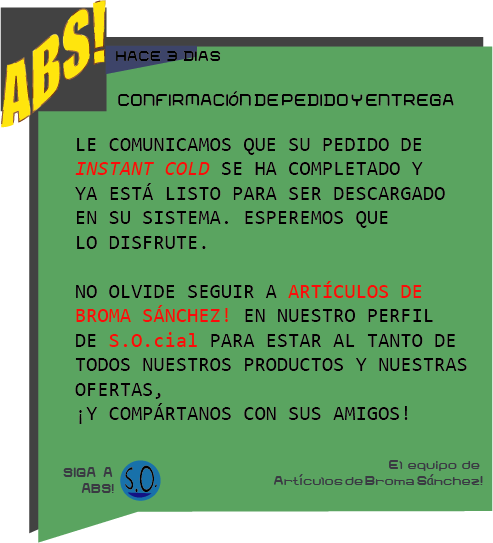 ABS!
HACE 3 DIAS
CONFIRMACIÓN DE PEDIDO Y ENTREGA
LE COMUNICAMOS QUE SU PEDIDO DE
INSTANT COLD SE HA COMPLETADO Y
YA ESTÁ LISTO PARA SER DESCARGADO
EN SU SISTEMA. ESPEREMOS QUE
LO DISFRUTE.
NO OLVIDE SEGUIR A ARTÍCULOS DE
BROMA SÁNCHEZ! EN NUESTRO PERFIL
DE S.O.cial PARA ESTAR AL TANTO DE
TODOS NUESTROS PRODUCTOS Y NUESTRAS
OFERTAS,
¡Y COMPÁRTANOS CON SUS AMIGOS!
SIGA A
ABS!
S.O.
El equipo de
Artículos de Broma Sánchez!